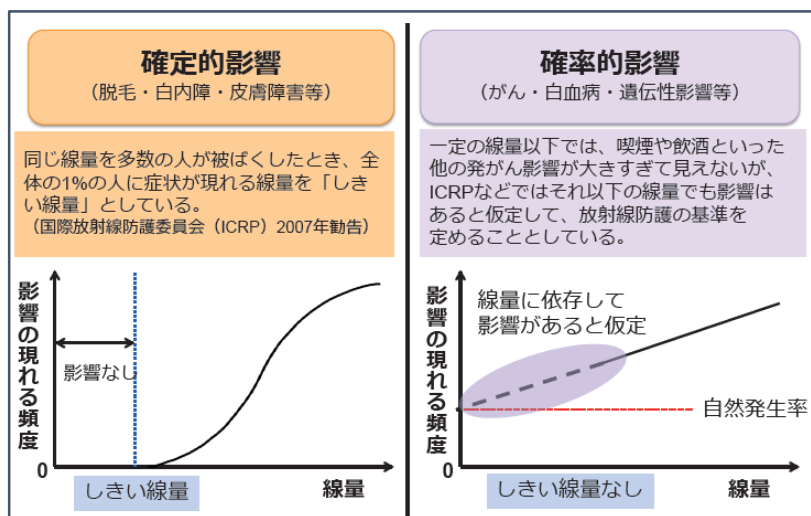 確定的影響
（脱毛・白内障・皮膚障害等）
同じ線量を多数の人が被ばくしたとき、全
体の1%の人に症状が現れる線量を「しき
い線量」としている。
（国際放射線防護委員会（ICRP）2007年勧告）
影響の現れる頻度
影響なし
0
しきい線量
線量
確率的影響
（がん・白血病・遺伝性影響等）
一定の線量以下では、喫煙や飲酒といった
他の発がん影響が大きすぎて見えないが、
ICRPなどではそれ以下の線量でも影響は
あると仮定して、放射線防護の基準を
定めることとしている。
影響の現れる頻度
線量に依存して
影響があると仮定
自然発生率
0
しきい線量なし
線量